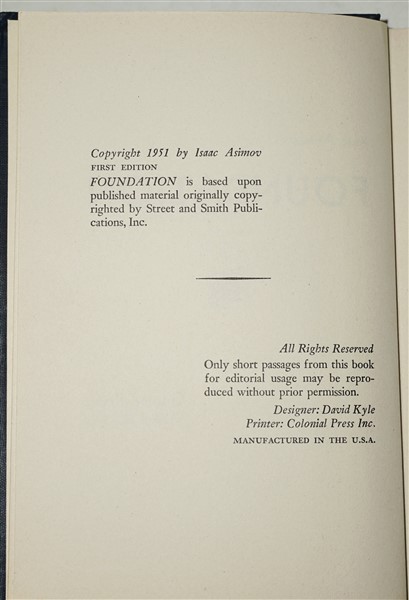 Copyright 1951 by Isaac Asimov
FIRST EDITION
FOUNDATION is based upon
published material originally copy-
righted by Street and Smith Publi-
cations, Inc.
All Rights Reserved
Only short passages from this book
for editorial usage may be repro-
duced without prior permission.
Designer: David Kyle
Printer: Colonial Press Inc.
MANUFACTURED IN THE U.S.A.